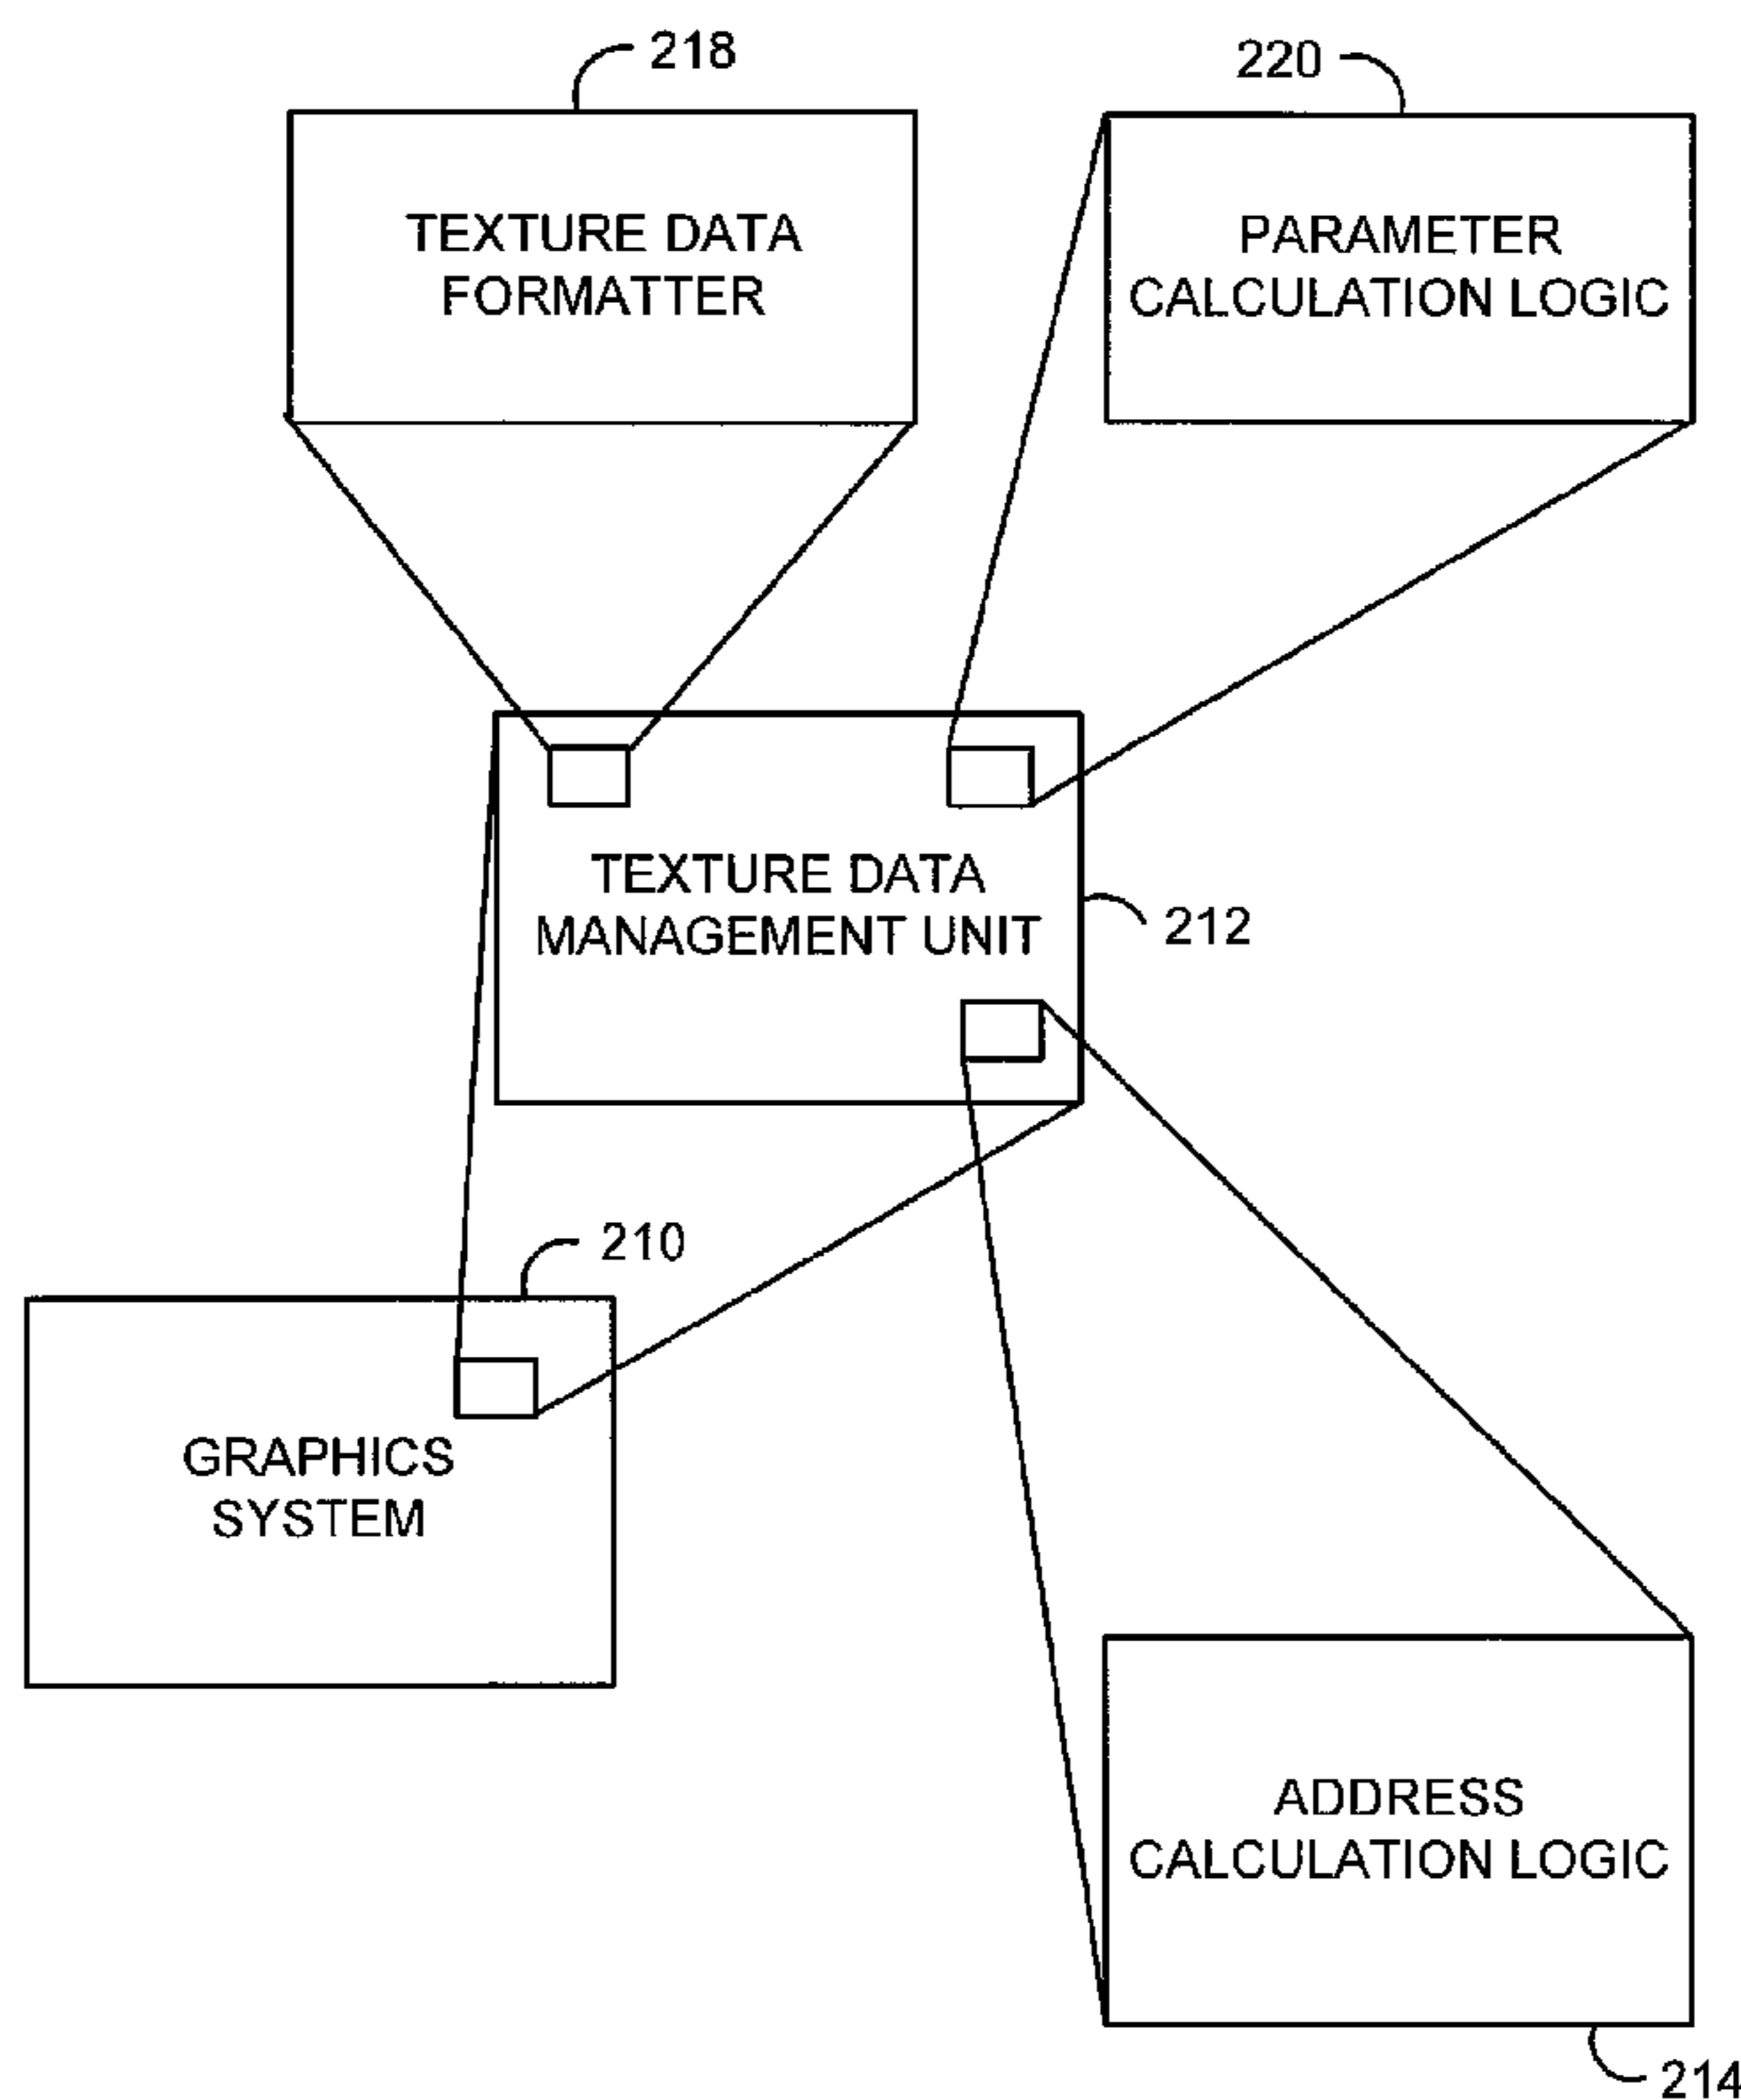 218
220
TEXTURE DATA
FORMATTER
PARAMETER
CALCULATION LOGIC
TEXTURE DATA
MANAGEMENT UNIT
212
210
GRAPHICS
SYSTEM
ADDRESS
CALCULATION LOGIC
214